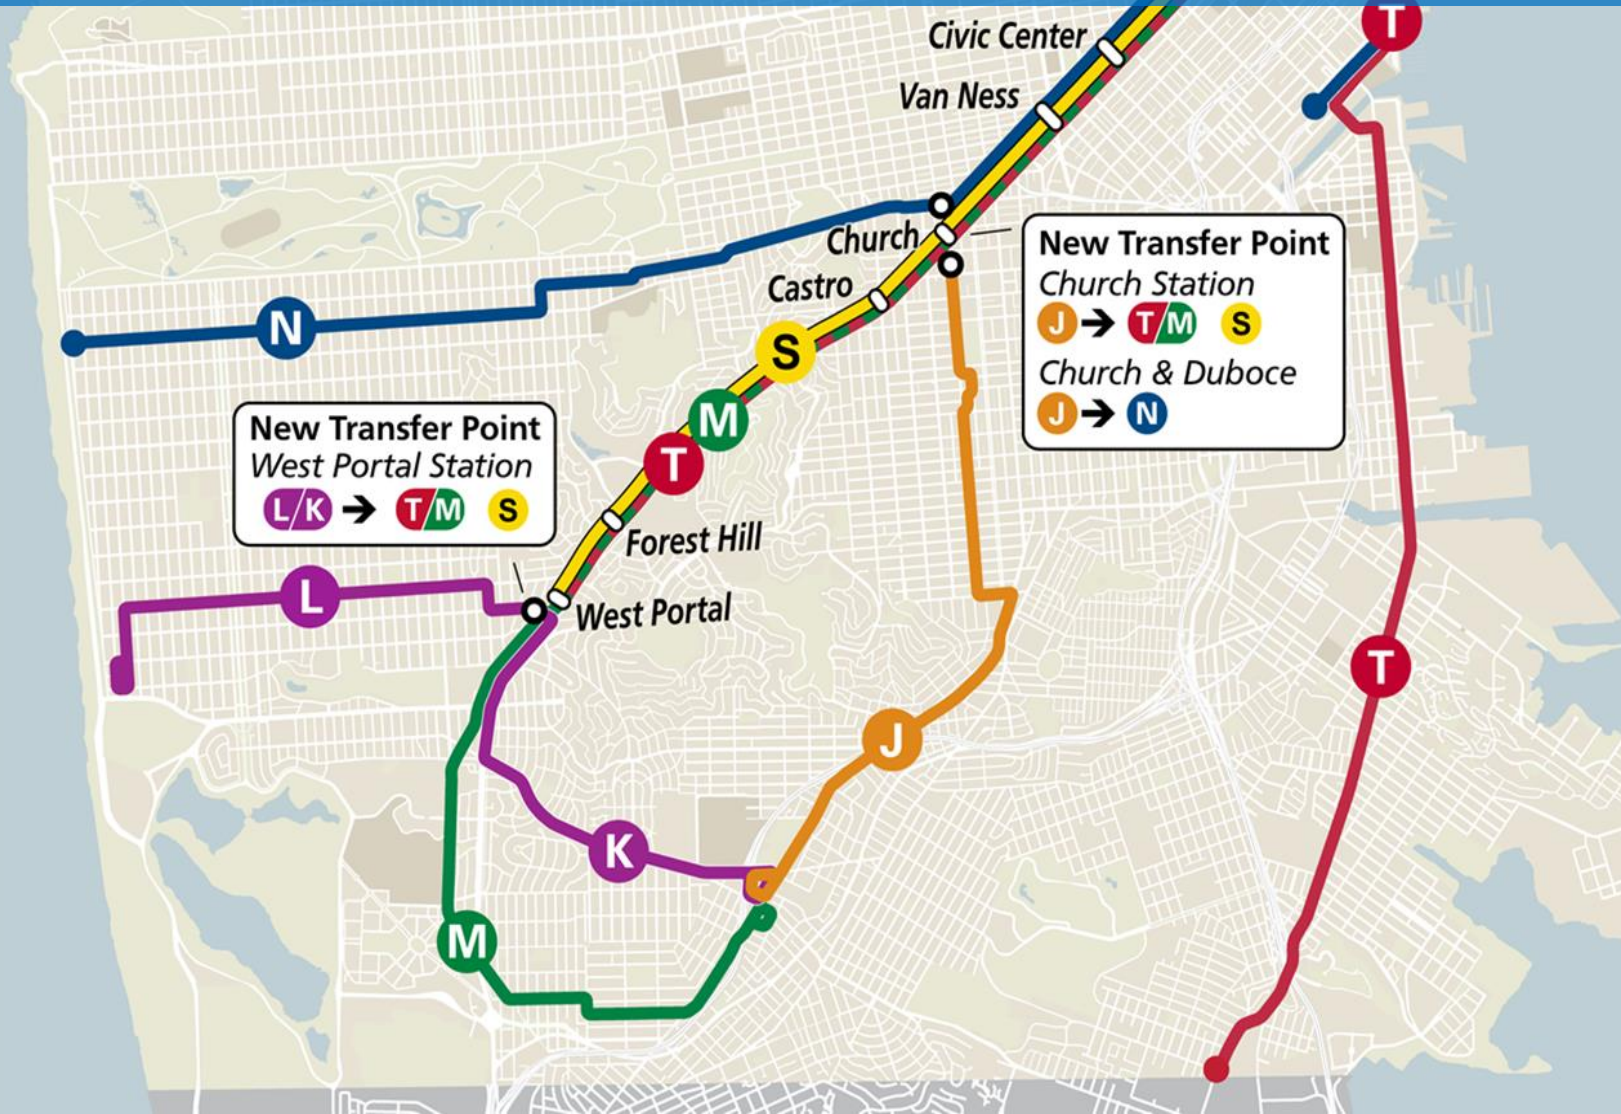 T
Civic Center
Van Ness
Church
Castro
New Transfer Point
Church Station
J → T/M S
Church & Duboce
J → N
N
S
M
T
New Transfer Point
West Portal Station
L/K → T/M S
Forest Hill
L
West Portal
T
J
K
M